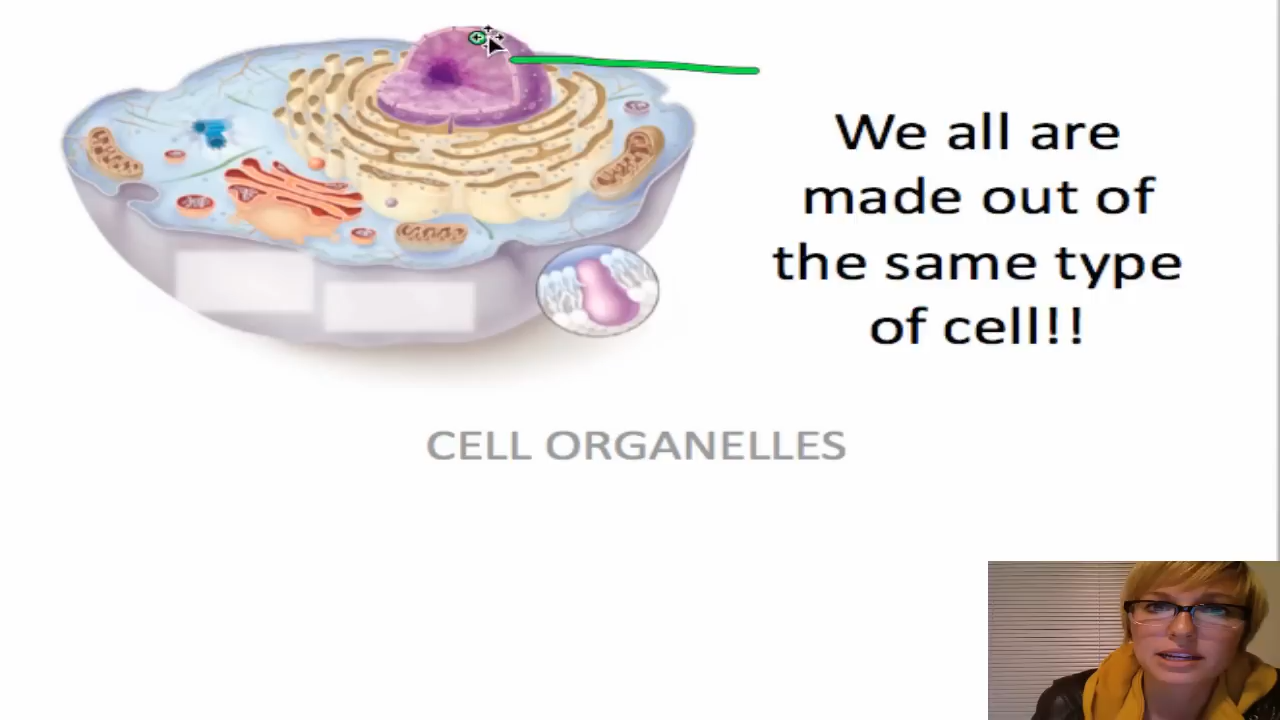 We all are
made out of
the same type
of cell!!
CELL ORGANELLES